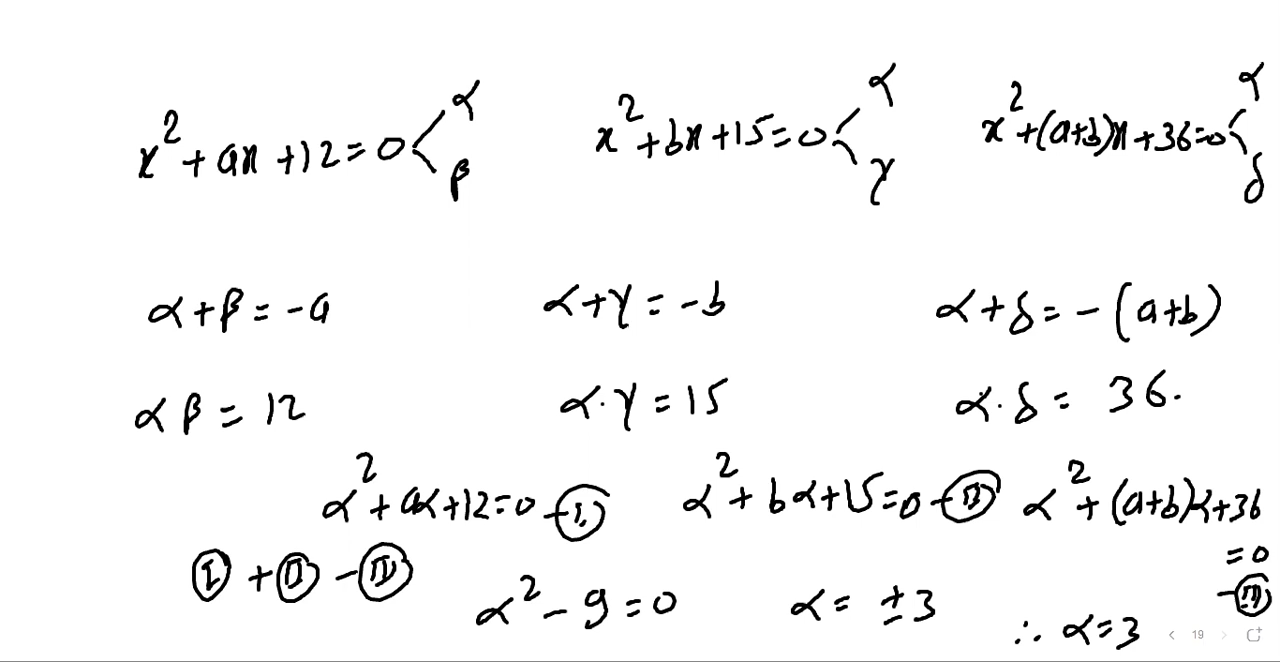 x² + ax + 12 = 0 < α β
x² + bx + 15 = 0 < α γ
x² + (a+b)x + 36 = 0 < α δ
α + β = -a
α + γ = -b
α + δ = - (a+b)
α β = 12
α · γ = 15
α · δ = 36.
α² + aα + 12 = 0 - Ⓘ
α² + bα + 15 = 0 - Ⓘⓘ
α² + (a+b)α + 36 = 0 - (III)
Ⓘ + (II) - (III)
α² - 9 = 0
α = ±3
∴ α = 3
19